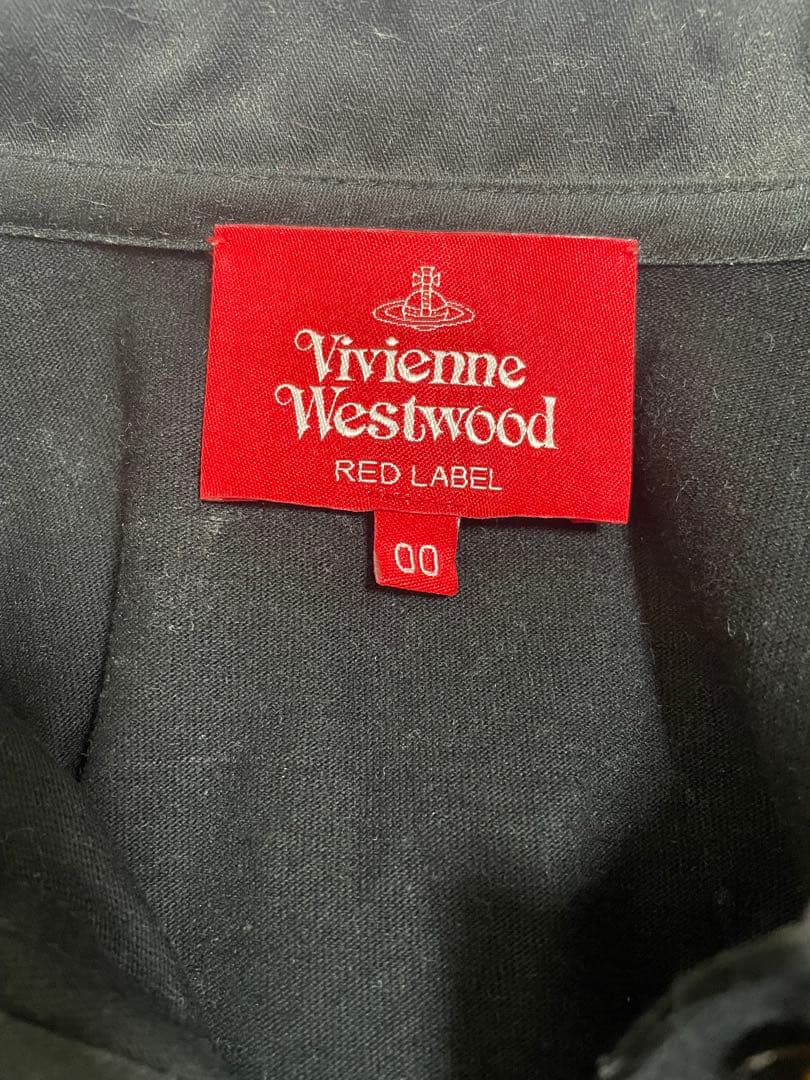 Vivienne
Westwood
RED LABEL
00